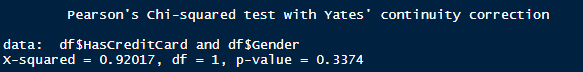 Pearson's Chi-squared test with Yates' continuity correction
data: df$HasCreditCard and df$Gender
X-squared = 0.92017, df = 1, p-value = 0.3374